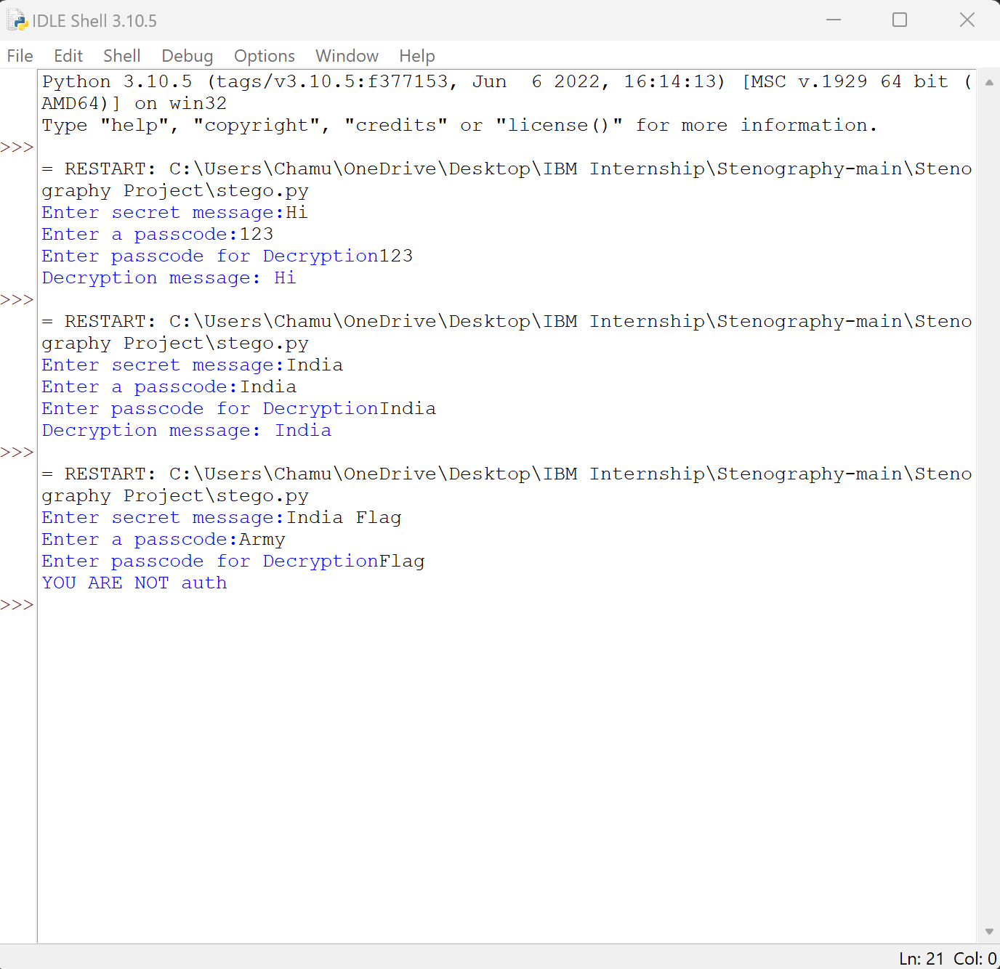 IDLE Shell 3.10.5
File Edit Shell Debug Options Window Help
Python 3.10.5 (tags/v3.10.5:f377153, Jun  6 2022, 16:14:13) [MSC v.1929 64 bit (
AMD64)] on win32
Type "help", "copyright", "credits" or "license()" for more information.
>>>
= RESTART: C:\Users\Chamu\OneDrive\Desktop\IBM Internship\Stenography-main\Steno
graphy Project\stego.py
Enter secret message:Hi
Enter a passcode:123
Enter passcode for Decryption123
Decryption message: Hi
>>>
= RESTART: C:\Users\Chamu\OneDrive\Desktop\IBM Internship\Stenography-main\Steno
graphy Project\stego.py
Enter secret message:India
Enter a passcode:India
Enter passcode for DecryptionIndia
Decryption message: India
>>>
= RESTART: C:\Users\Chamu\OneDrive\Desktop\IBM Internship\Stenography-main\Steno
graphy Project\stego.py
Enter secret message:India Flag
Enter a passcode:Army
Enter passcode for DecryptionFlag
YOU ARE NOT auth
>>>
Ln: 21 Col: 0